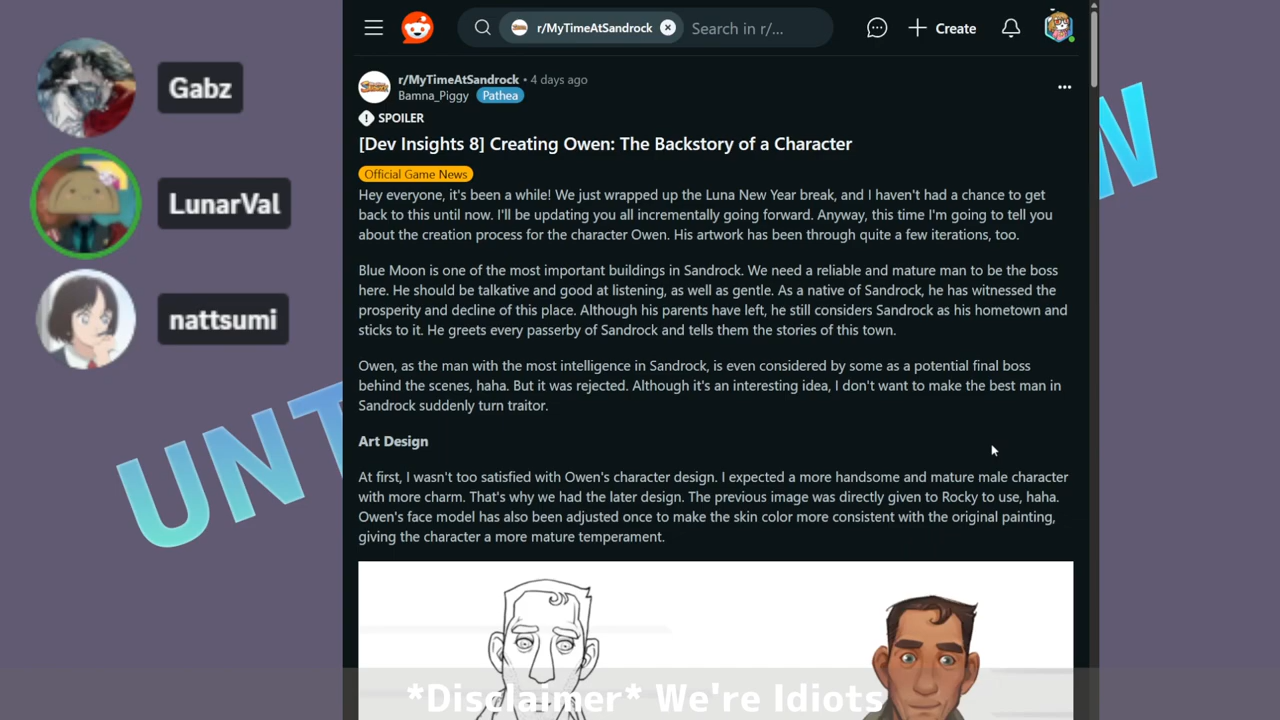 Gabz
LunarVal
nattsumi
r/MyTimeAtSandrock
Search in r/...
Create
r/MyTimeAtSandrock • 4 days ago
Bamna_Piggy Pathea
SPOILER
[Dev Insights 8] Creating Owen: The Backstory of a Character
Official Game News
Hey everyone, it's been a while! We just wrapped up the Luna New Year break, and I haven't had a chance to get
back to this until now. I'll be updating you all incrementally going forward. Anyway, this time I'm going to tell you
about the creation process for the character Owen. His artwork has been through quite a few iterations, too.
Blue Moon is one of the most important buildings in Sandrock. We need a reliable and mature man to be the boss
here. He should be talkative and good at listening, as well as gentle. As a native of Sandrock, he has witnessed the
prosperity and decline of this place. Although his parents have left, he still considers Sandrock as his hometown and
sticks to it. He greets every passerby of Sandrock and tells them the stories of this town.
Owen, as the man with the most intelligence in Sandrock, is even considered by some as a potential final boss
behind the scenes, haha. But it was rejected. Although it's an interesting idea, I don't want to make the best man in
Sandrock suddenly turn traitor.
Art Design
At first, I wasn't too satisfied with Owen's character design. I expected a more handsome and mature male character
with more charm. That's why we had the later design. The previous image was directly given to Rocky to use, haha.
Owen's face model has also been adjusted once to make the skin color more consistent with the original painting,
giving the character a more mature temperament.
*Disclaimer* We're Idiots